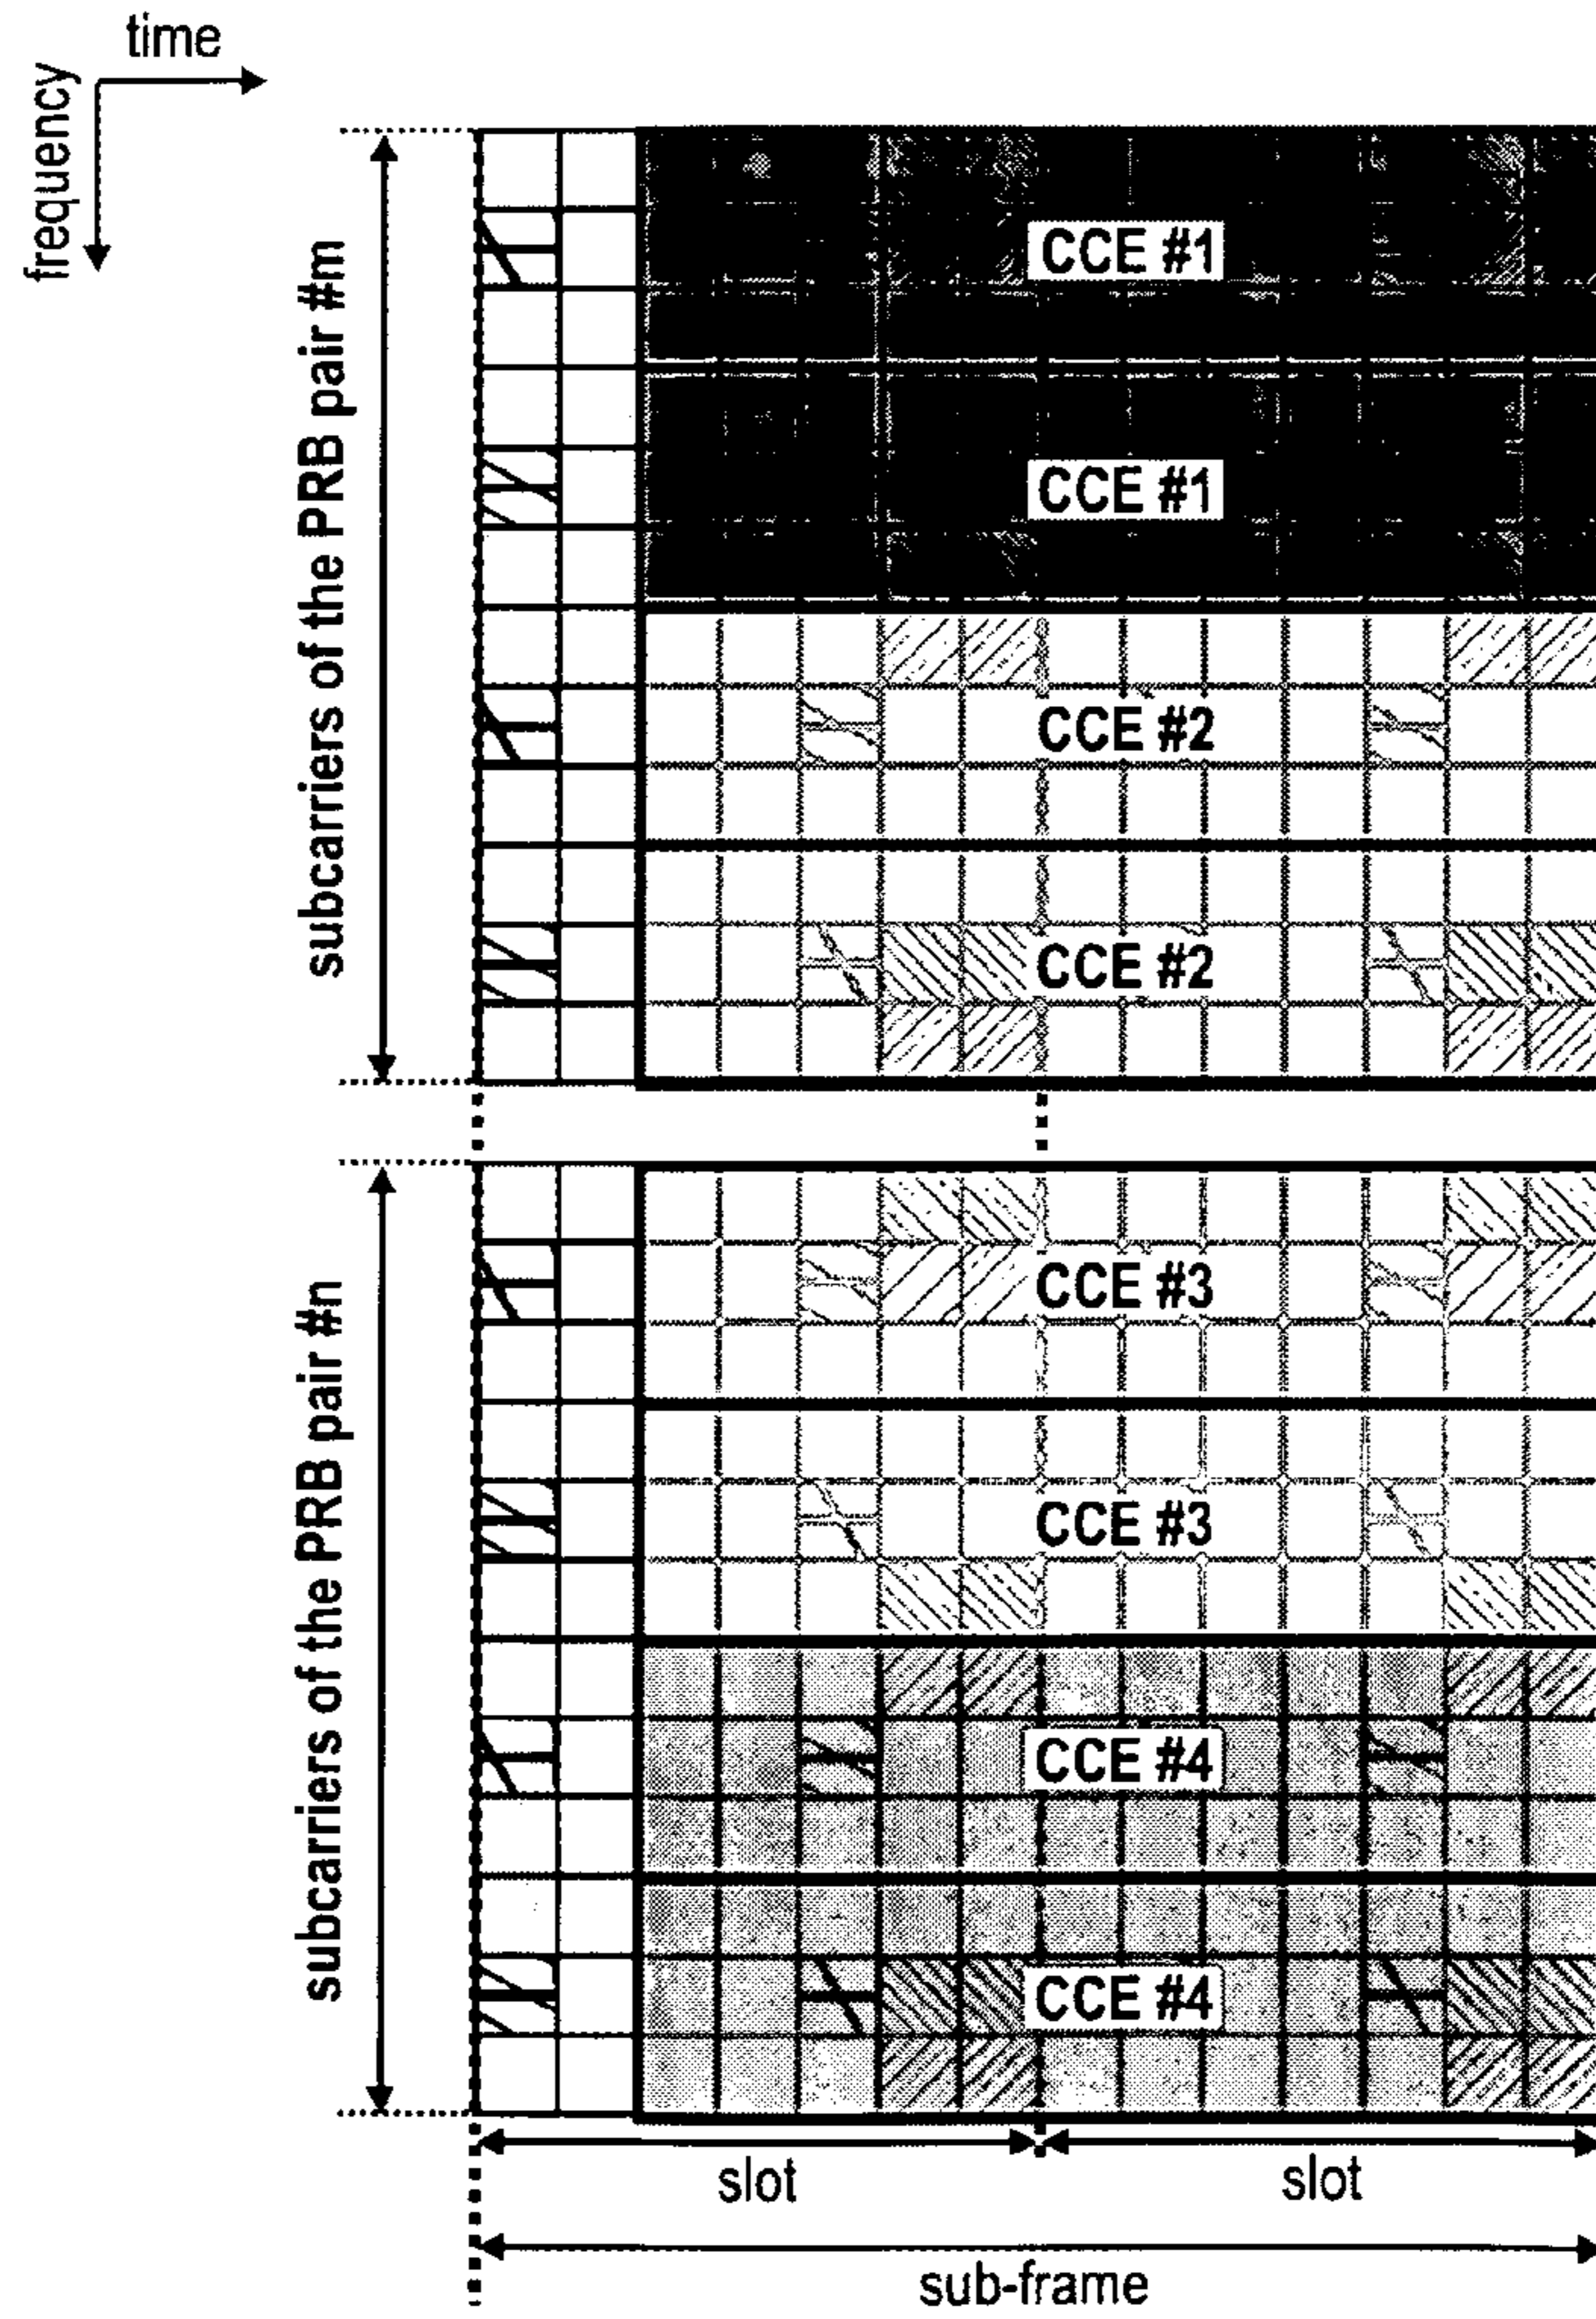 time
frequency
subcarriers of the PRB pair #m
CCE #1
CCE #1
CCE #2
CCE #2
subcarriers of the PRB pair #n
CCE #3
CCE #3
CCE #4
CCE #4
slot
slot
sub-frame